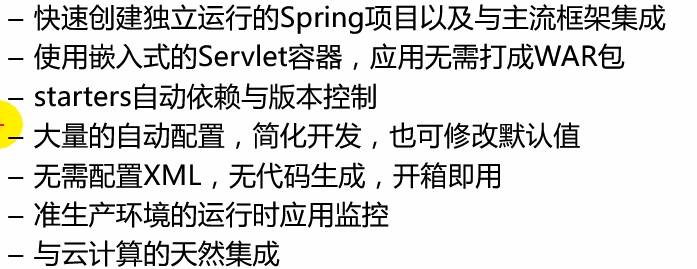 – 快速创建独立运行的Spring项目以及与主流框架集成
– 使用嵌入式的Servlet容器，应用无需打成WAR包
– starters自动依赖与版本控制
– 大量的自动配置，简化开发，也可修改默认值
– 无需配置XML，无代码生成，开箱即用
– 准生产环境的运行时应用监控
– 与云计算的天然集成